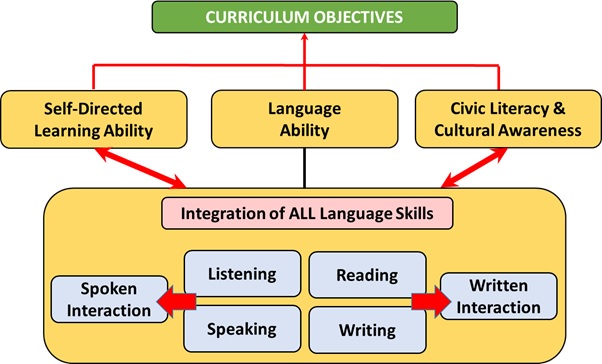 CURRICULUM OBJECTIVES
Self-Directed
Learning Ability
Language
Ability
Civic Literacy &
Cultural Awareness
Integration of ALL Language Skills
Listening
Reading
Spoken
Interaction
Written
Interaction
Speaking
Writing